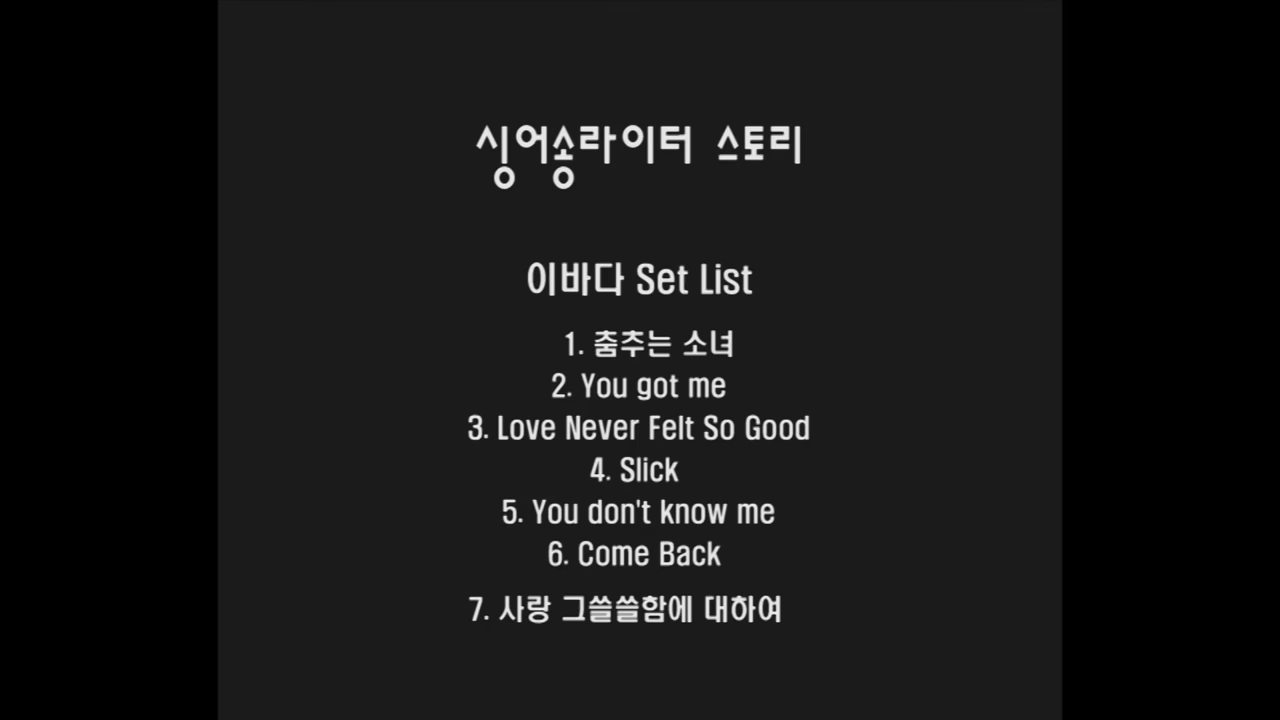 싱어송라이터 스토리
이바다 Set List
1. 춤추는 소녀
2. You got me
3. Love Never Felt So Good
4. Slick
5. You don't know me
6. Come Back
7. 사랑 그쓸쓸함에 대하여